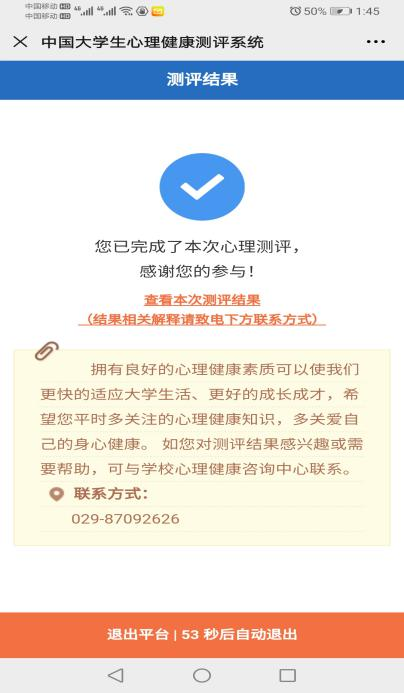 中国移动 HD 46 46 50% 1:45
中国移动 HD
中国大学生心理健康测评系统
测评结果
您已完成了本次心理测评，
感谢您的参与！
查看本次测评结果
（结果相关解释请致电下方联系方式）
拥有良好的心理健康素质可以使我们
更快的适应大学生活、更好的成长成才，希
望您平时多关注的心理健康知识，多关爱自
己的身心健康。 如您对测评结果感兴趣或需
要帮助，可与学校心理健康咨询中心联系。
联系方式：
029-87092626
退出平台 | 53 秒后自动退出